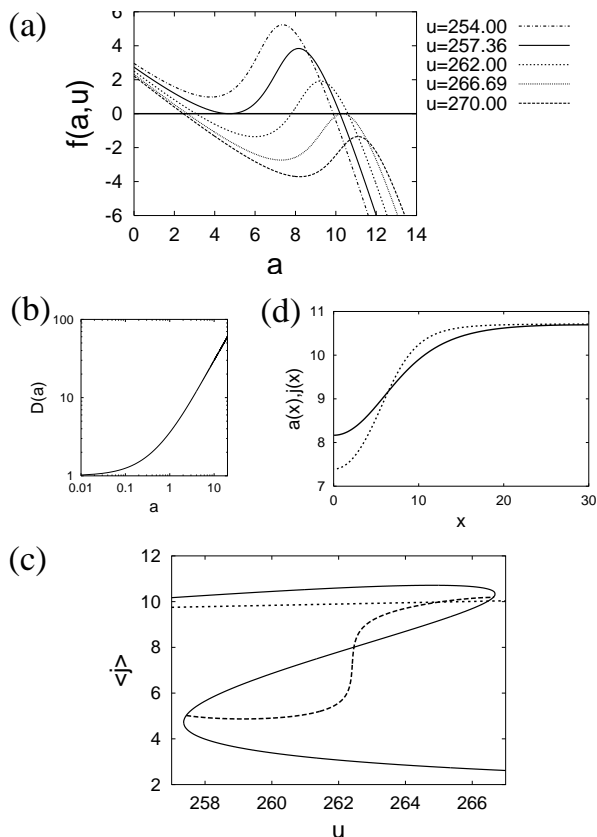 (a)
f(a,u)
6
4
2
0
-2
-4
-6
0 2 4 6 8 10 12 14
a
u=254.00
u=257.36
u=262.00
u=266.69
u=270.00
(b)
D(a)
100
10
1
0.01 0.1 1 10
a
(d)
a(x),j(x)
11
10
9
8
7
0 10 20 30
x
(c)
<j>
12
10
8
6
4
2
258 260 262 264 266
u